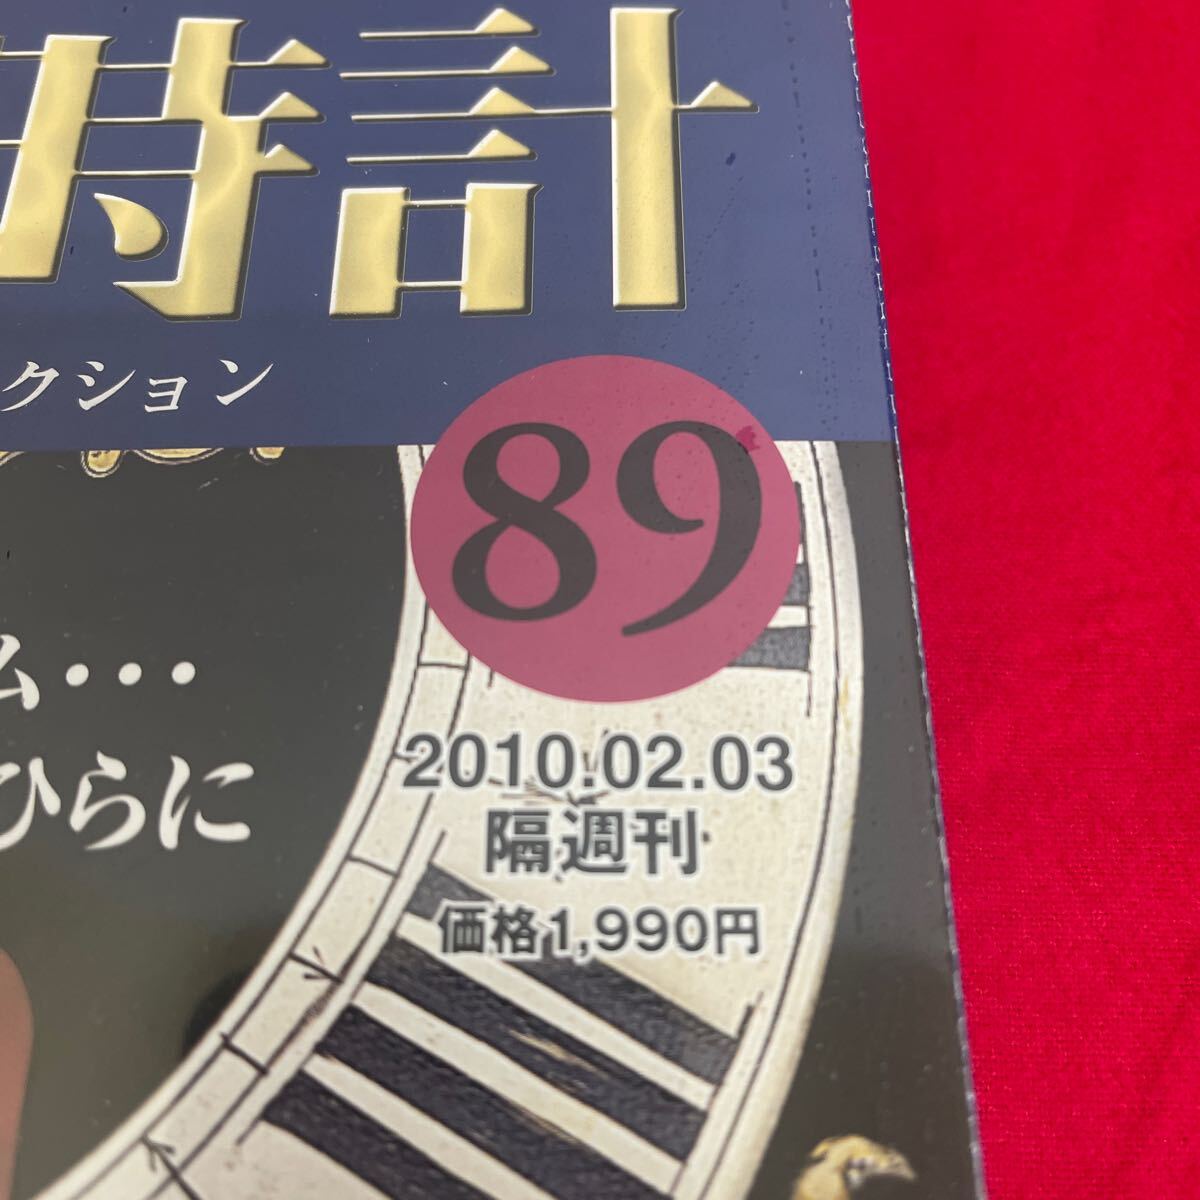 時計
クション
89
ム・・・
ひらに
2010.02.03
隔週刊
価格1,990円